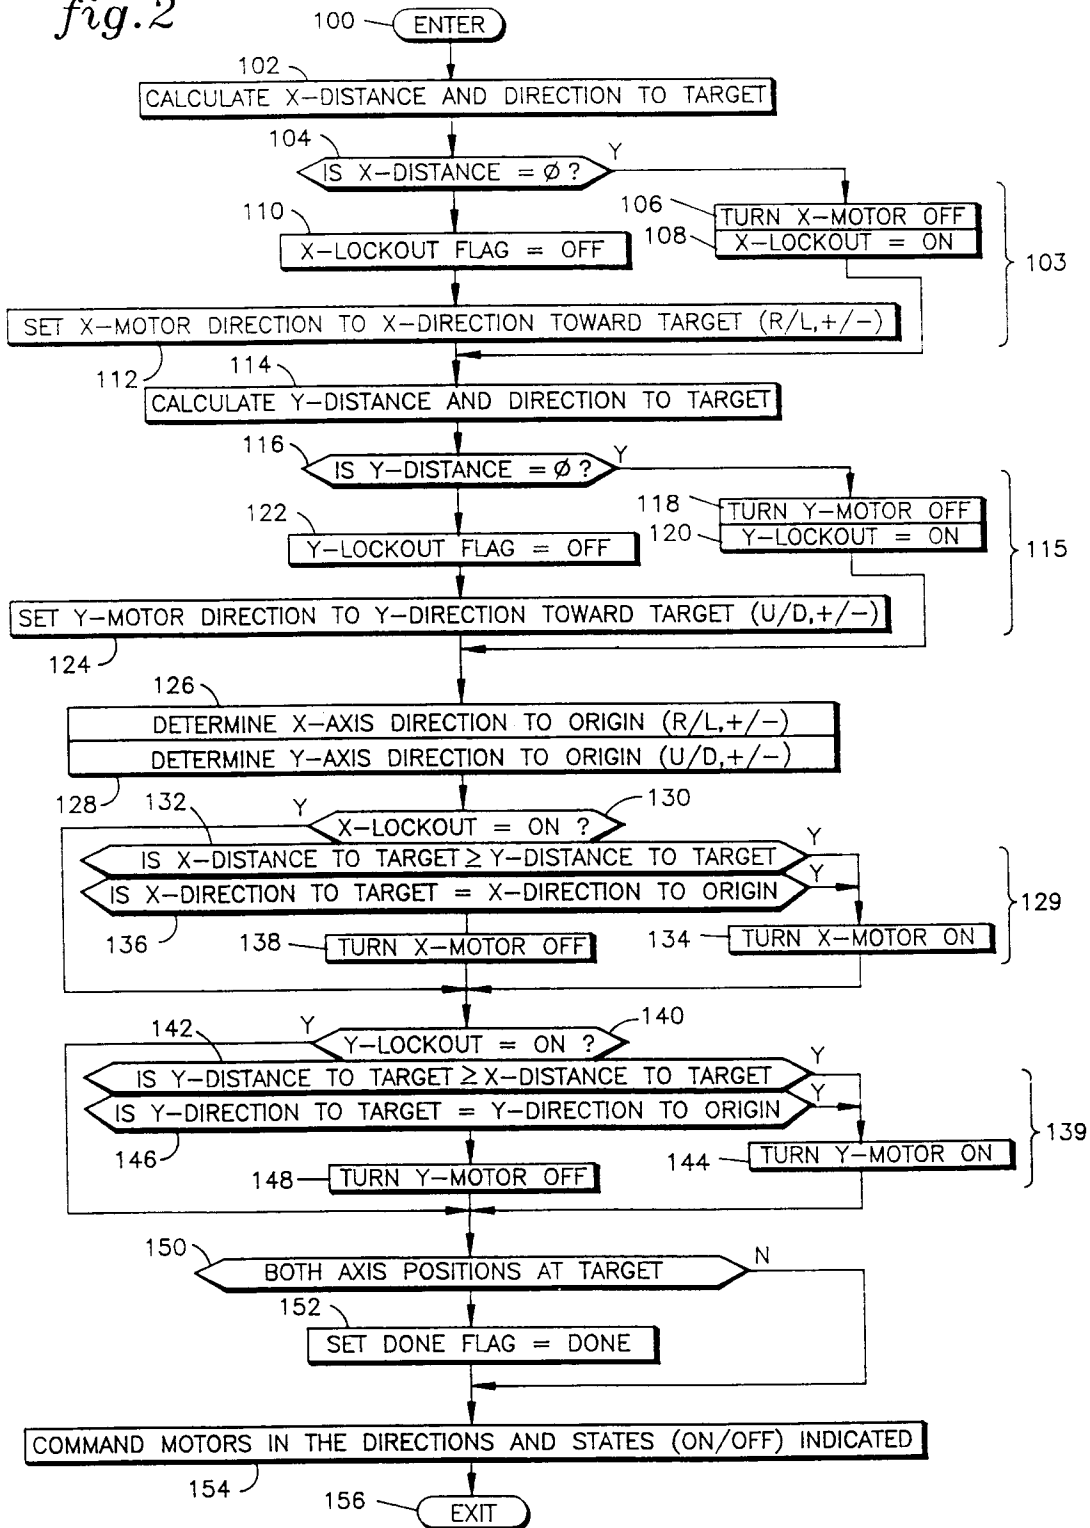 fig.2
100 ENTER
102
CALCULATE X-DISTANCE AND DIRECTION TO TARGET
104
IS X-DISTANCE = Ø ?
Y
110
X-LOCKOUT FLAG = OFF
106 TURN X-MOTOR OFF
108 X-LOCKOUT = ON
103
SET X-MOTOR DIRECTION TO X-DIRECTION TOWARD TARGET (R/L,+/-)
112
114
CALCULATE Y-DISTANCE AND DIRECTION TO TARGET
116
IS Y-DISTANCE = Ø ?
Y
122
Y-LOCKOUT FLAG = OFF
118 TURN Y-MOTOR OFF
120 Y-LOCKOUT = ON
115
SET Y-MOTOR DIRECTION TO Y-DIRECTION TOWARD TARGET (U/D,+/-)
124
126
DETERMINE X-AXIS DIRECTION TO ORIGIN (R/L,+/-)
DETERMINE Y-AXIS DIRECTION TO ORIGIN (U/D,+/-)
128
130
Y
X-LOCKOUT = ON ?
132
IS X-DISTANCE TO TARGET ≥ Y-DISTANCE TO TARGET
Y
IS X-DIRECTION TO TARGET = X-DIRECTION TO ORIGIN
Y
129
136
138 TURN X-MOTOR OFF
134 TURN X-MOTOR ON
140
Y
Y-LOCKOUT = ON ?
142
IS Y-DISTANCE TO TARGET ≥ X-DISTANCE TO TARGET
Y
IS Y-DIRECTION TO TARGET = Y-DIRECTION TO ORIGIN
Y
139
146
148 TURN Y-MOTOR OFF
144 TURN Y-MOTOR ON
150
BOTH AXIS POSITIONS AT TARGET
N
152
SET DONE FLAG = DONE
COMMAND MOTORS IN THE DIRECTIONS AND STATES (ON/OFF) INDICATED
154
156 EXIT